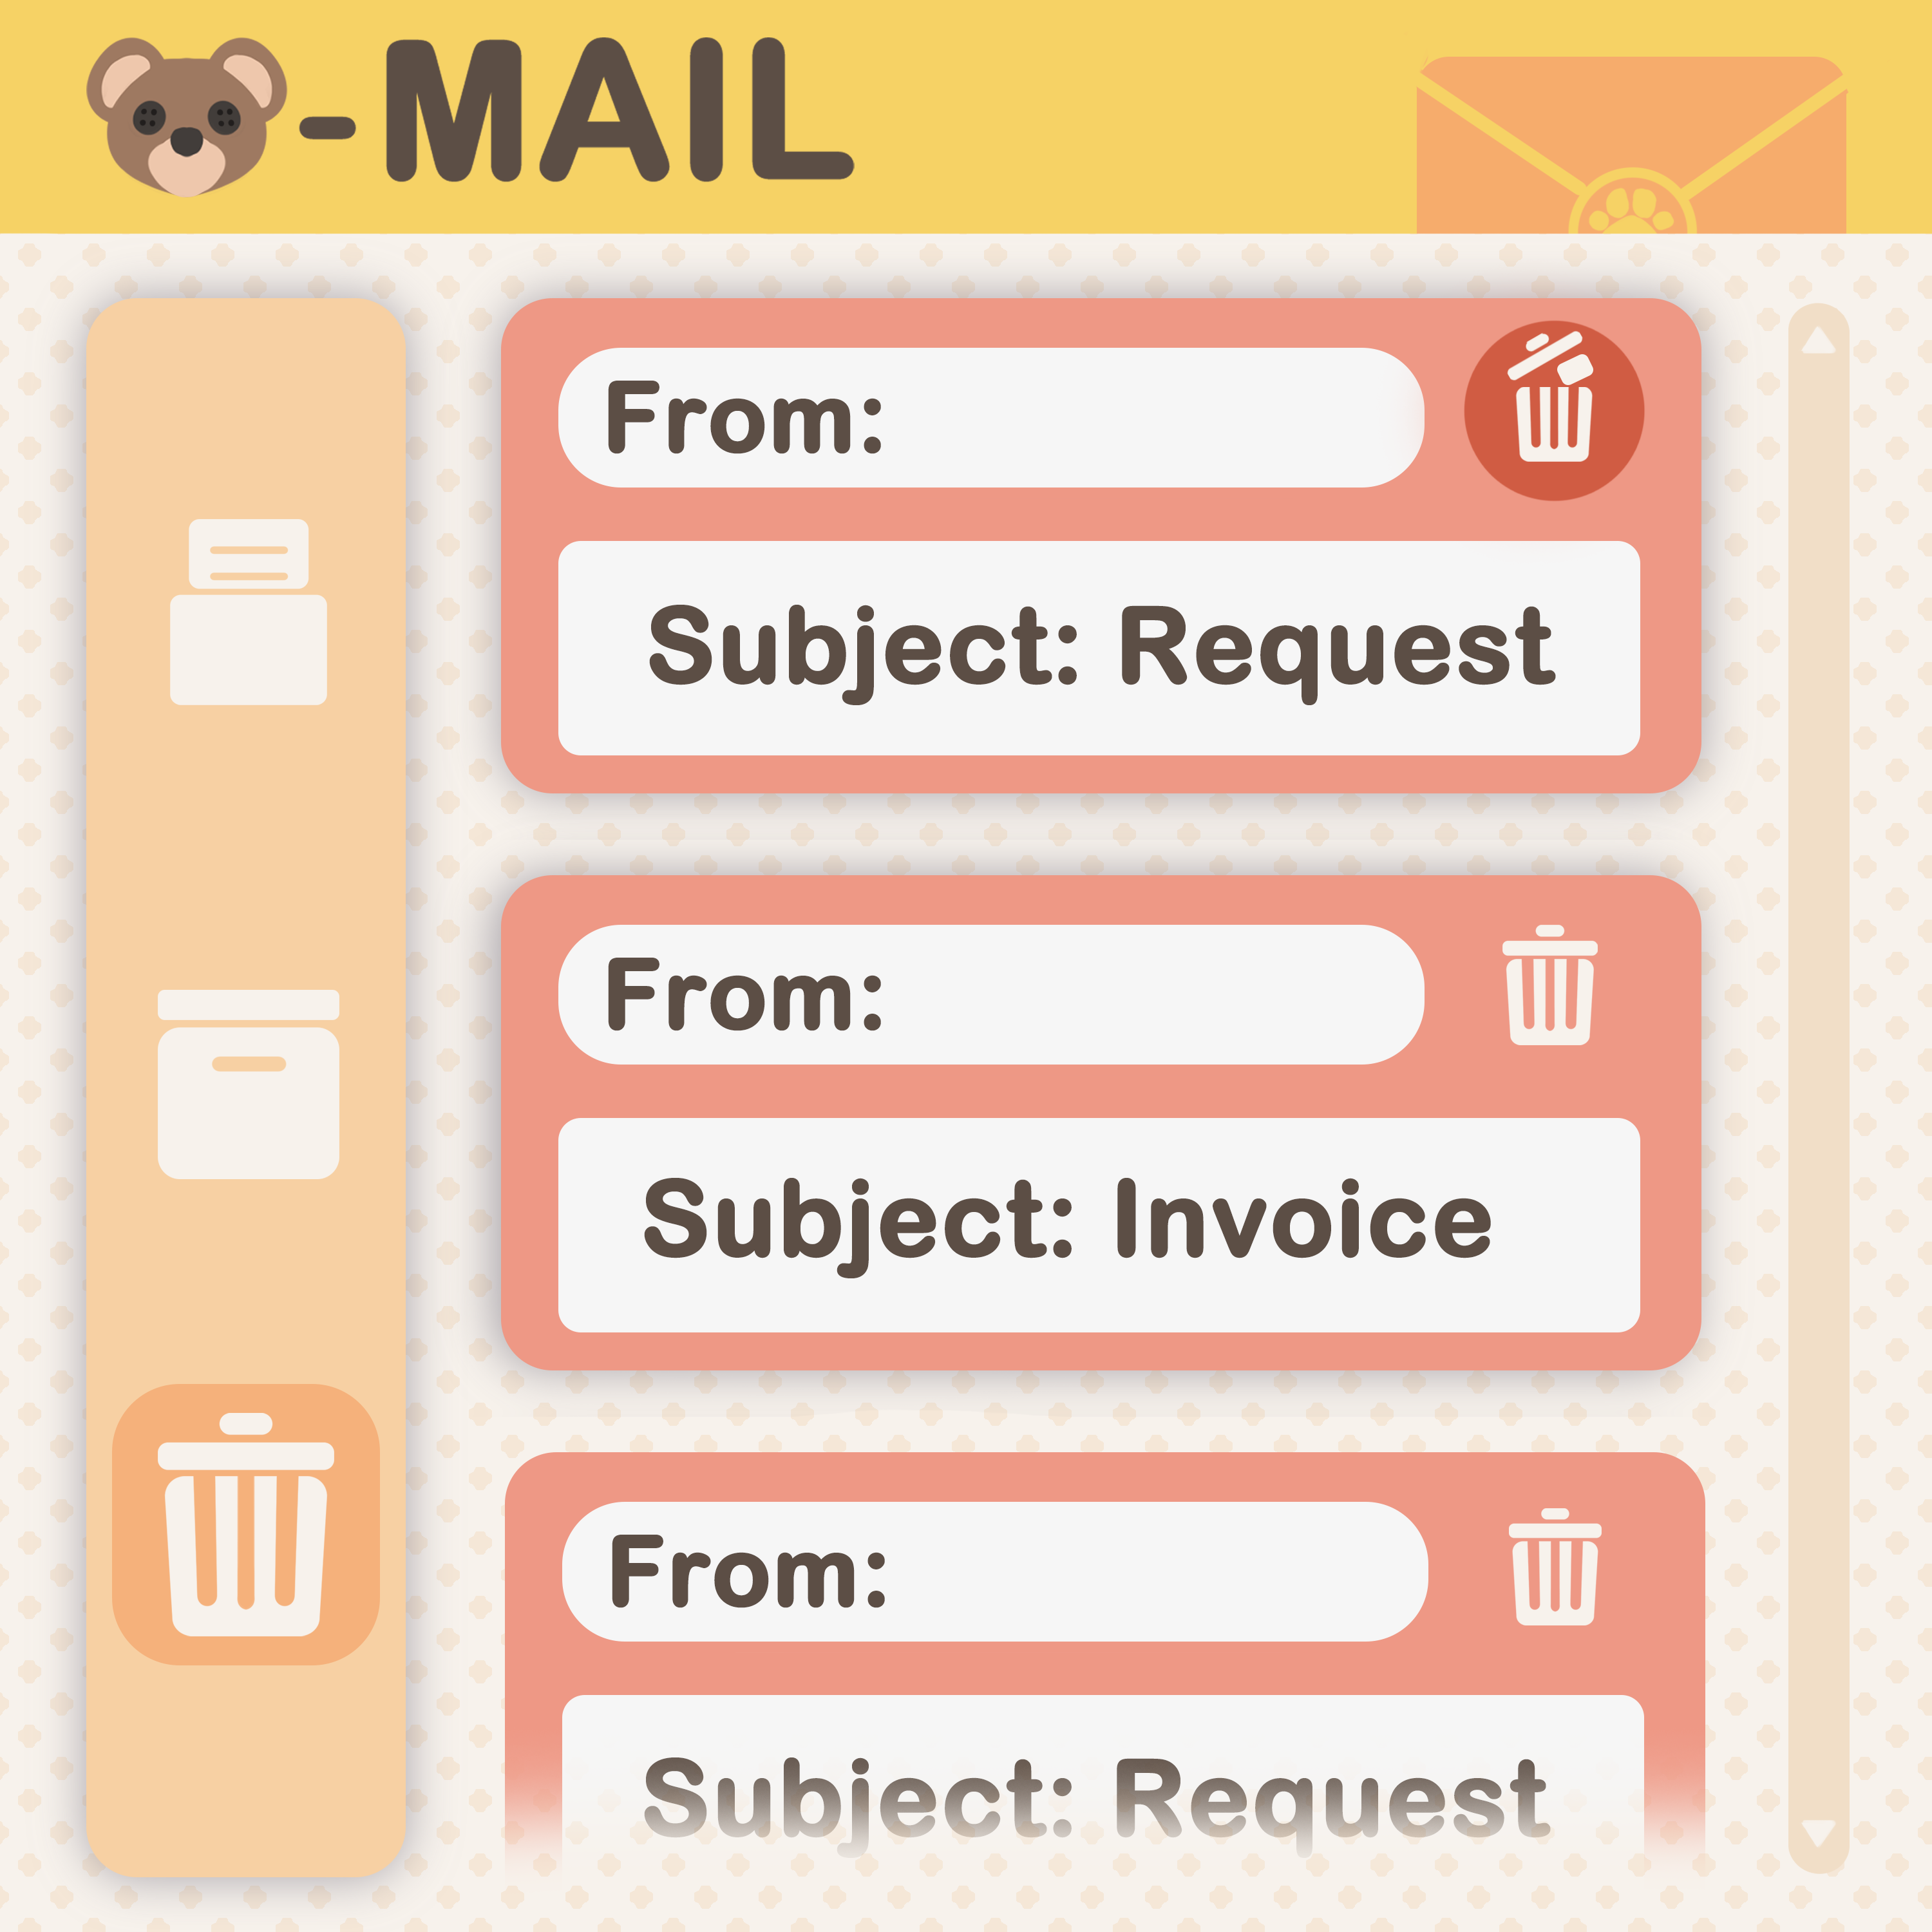 -MAIL
From:
Subject: Request
From:
Subject: Invoice
From:
Subject: Request